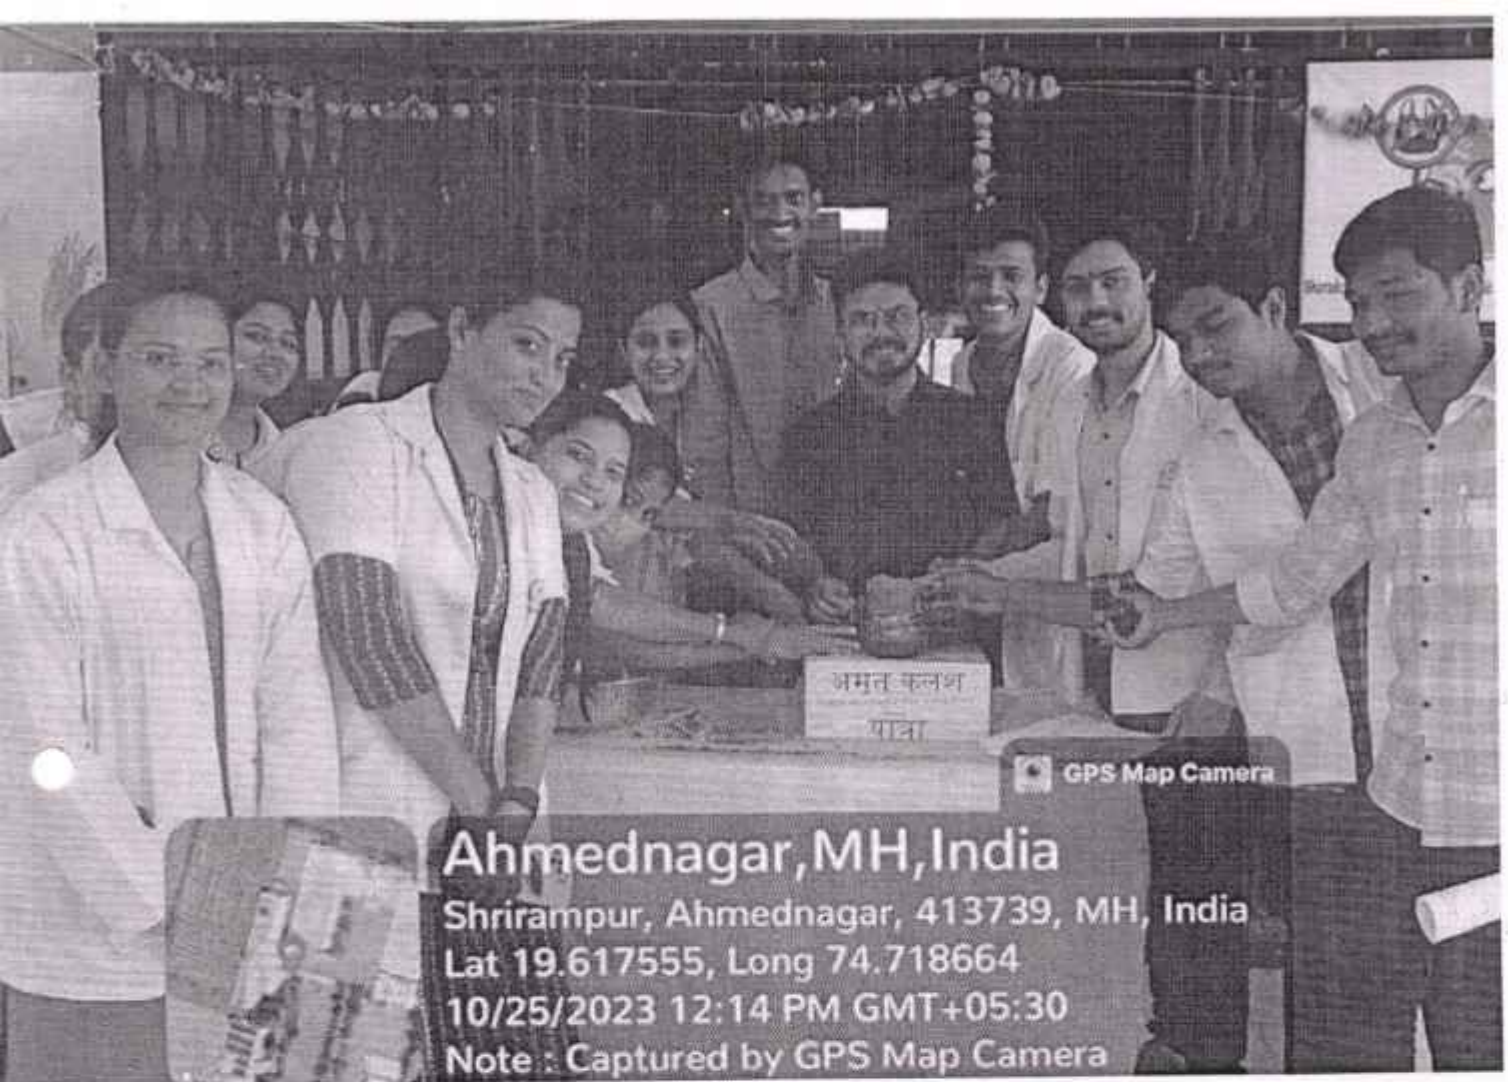 अमृत कलश
यात्रा
GPS Map Camera
Ahmednagar,MH,India
Shrirampur, Ahmednagar, 413739, MH, India
Lat 19.617555, Long 74.718664
10/25/2023 12:14 PM GMT+05:30
Note : Captured by GPS Map Camera